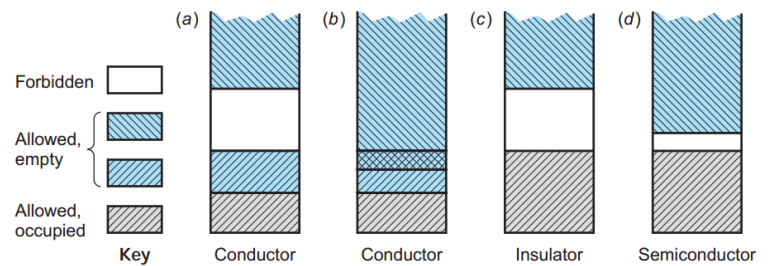 (a)
(b)
(c)
(d)
Forbidden
Allowed,
empty
Allowed,
occupied
Key
Conductor
Conductor
Insulator
Semiconductor